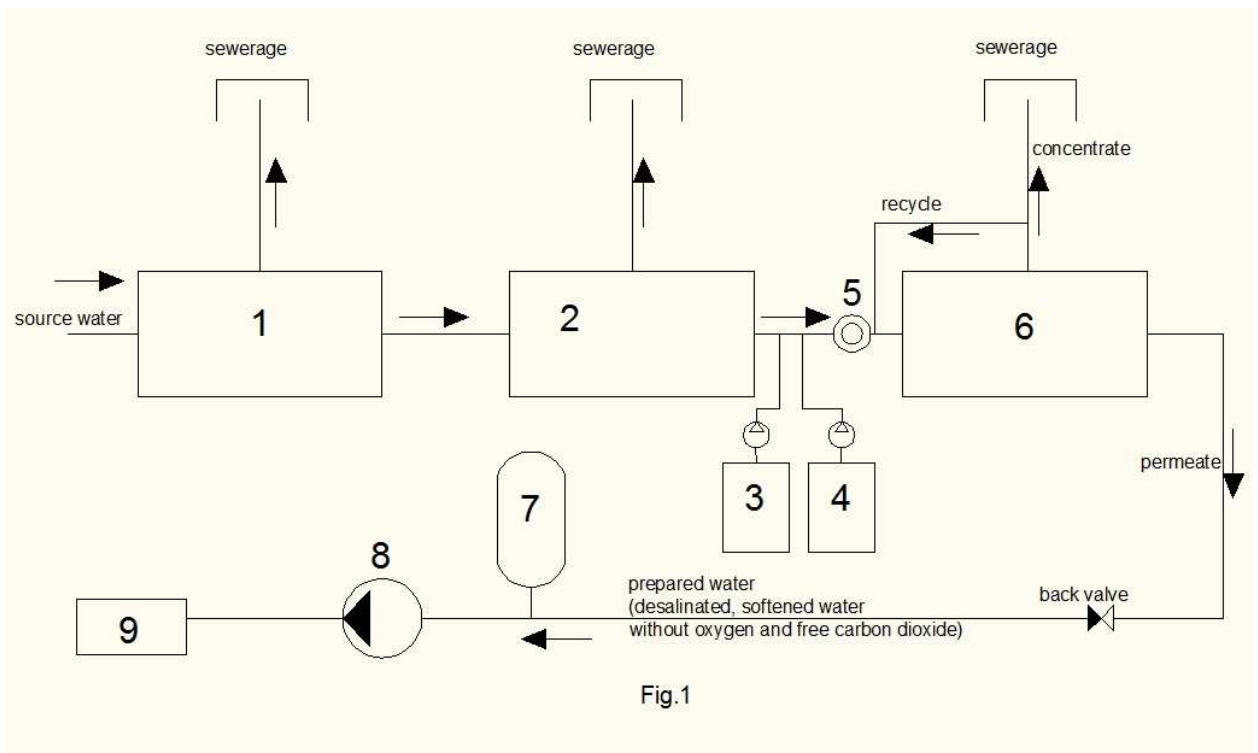 sewerage
sewerage
sewerage
concentrate
recycle
source water
1
2
5
6
3
4
permeate
7
8
prepared water
(desalinated, softened water
without oxygen and free carbon dioxide)
back valve
9
Fig.1